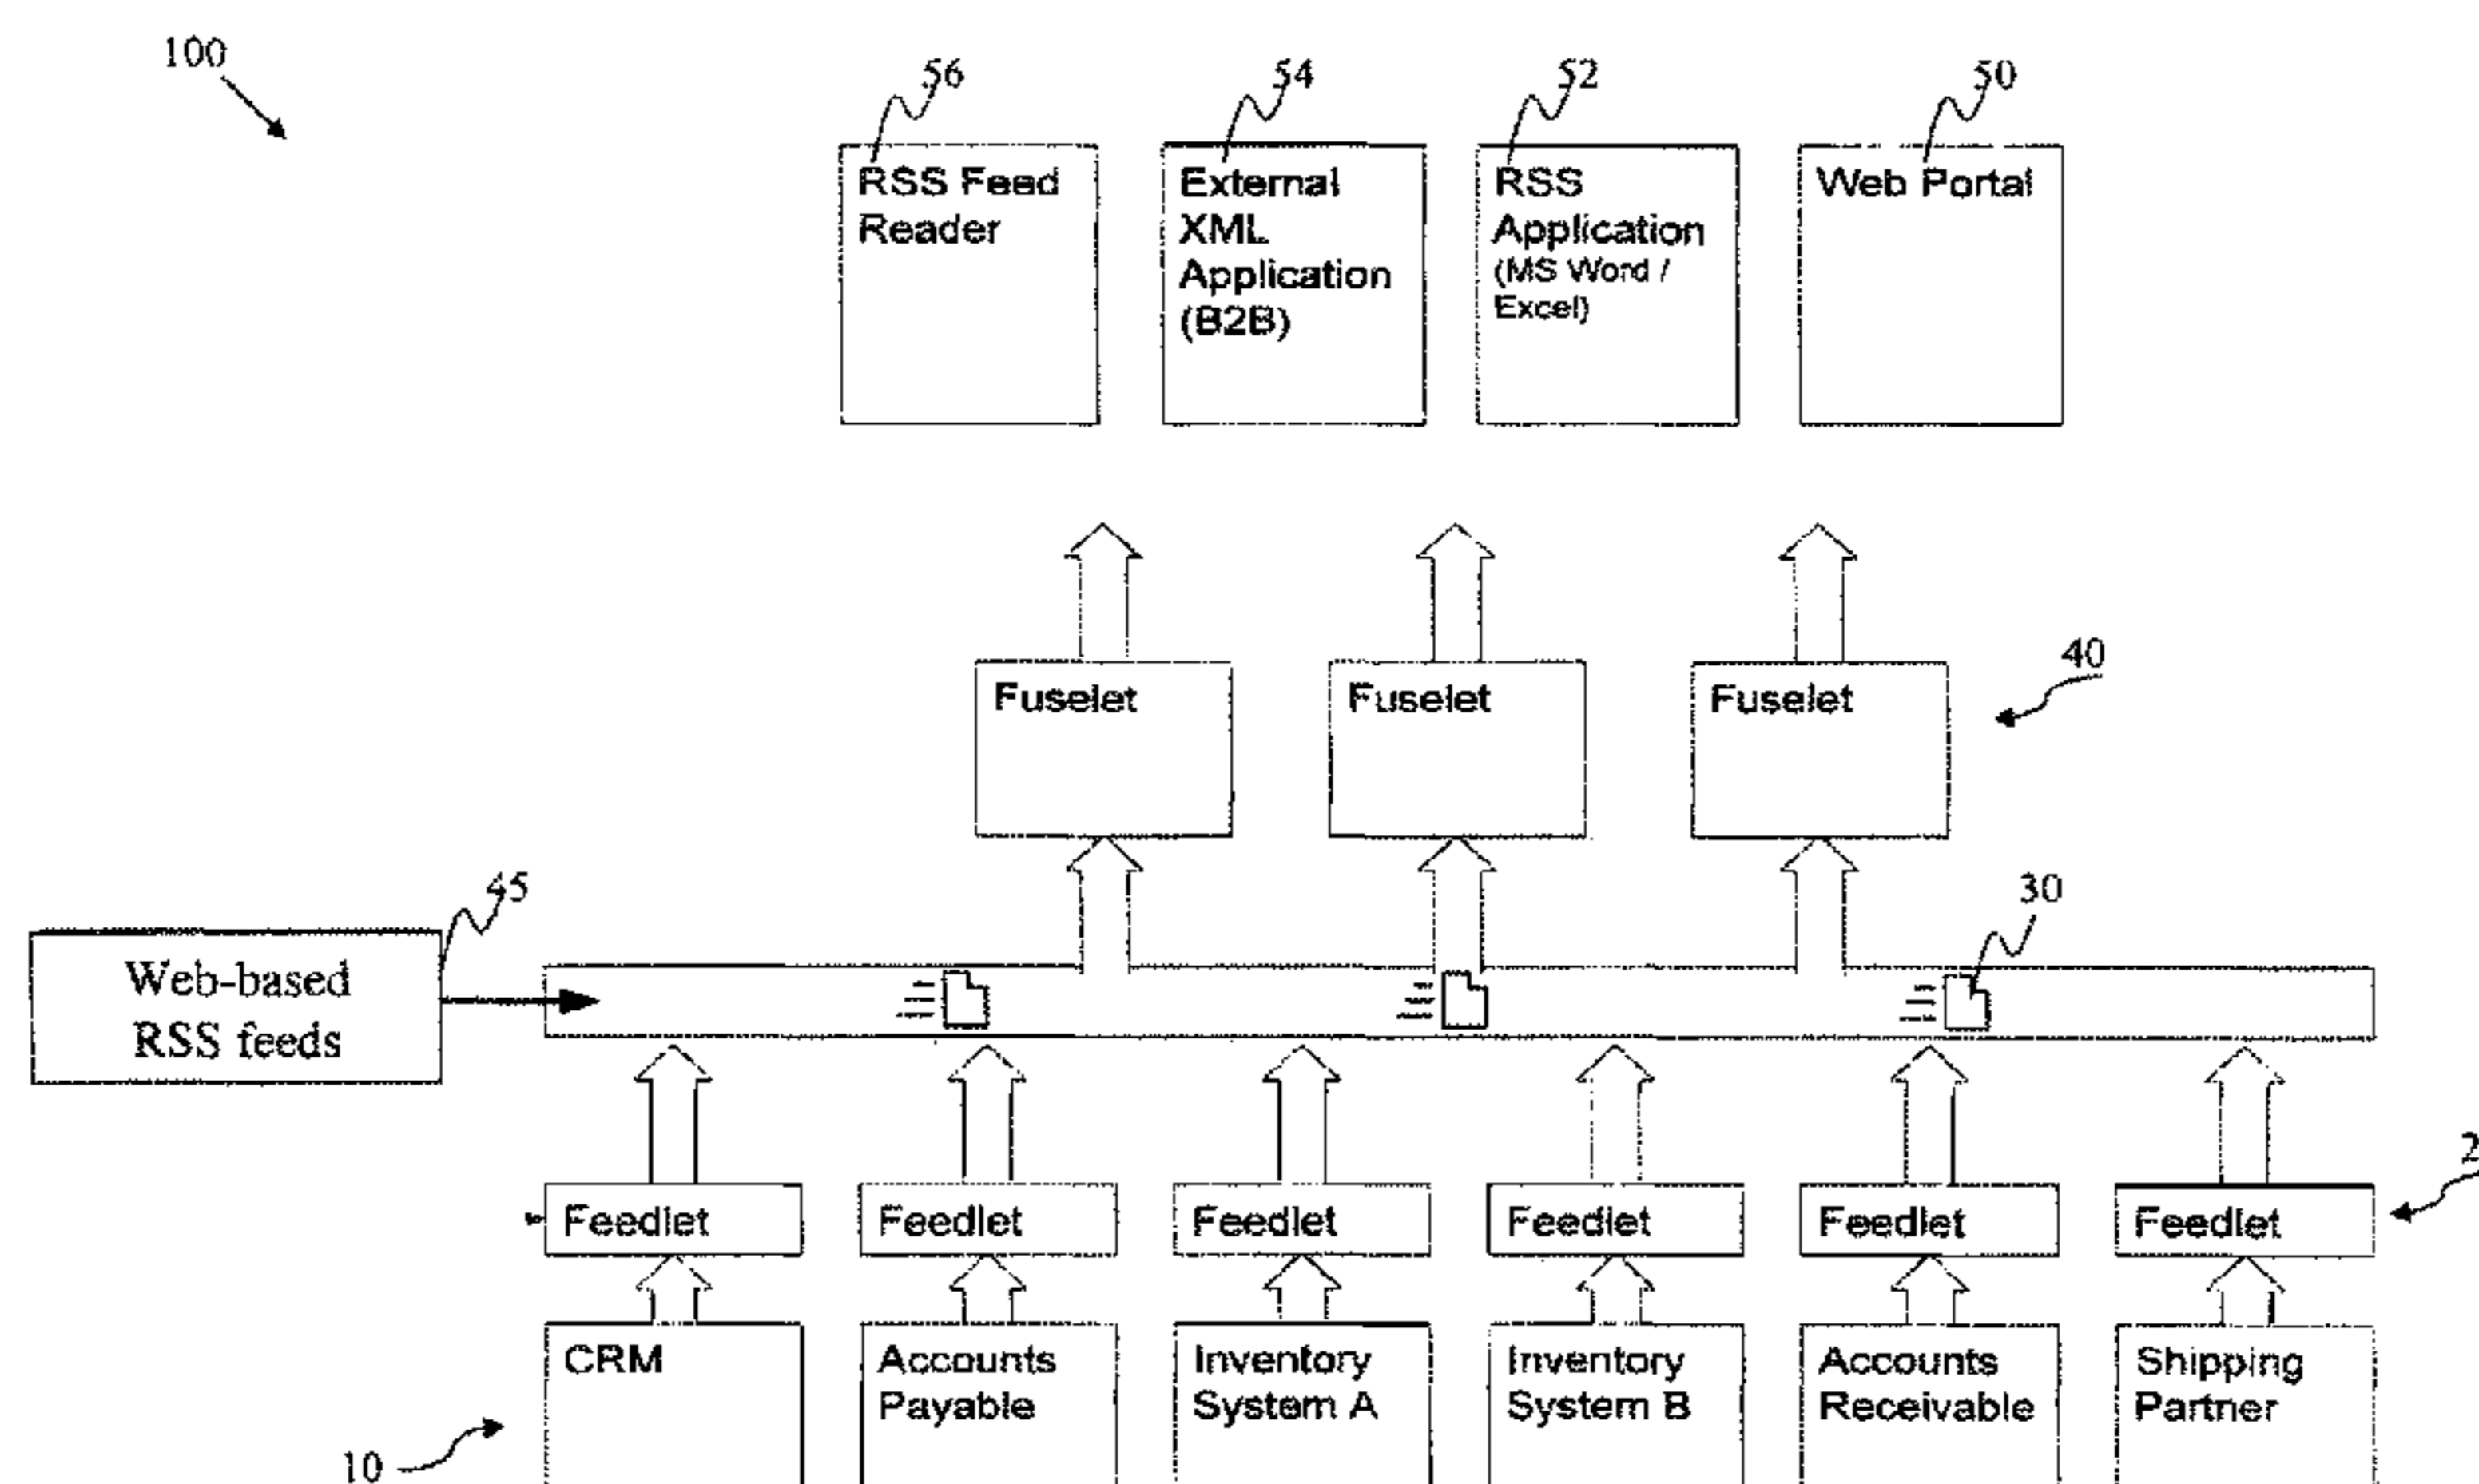 100
56
54
52
50
RSS Feed
Reader
External
XML
Application
(B2B)
RSS
Application
(MS Word /
Excel)
Web Portal
40
Fuselet
Fuselet
Fuselet
45
30
Web-based
RSS feeds
2
Feedlet
Feedlet
Feedlet
Feedlet
Feedlet
Feedlet
CRM
Accounts
Payable
Inventory
System A
Inventory
System B
Accounts
Receivable
Shipping
Partner
10